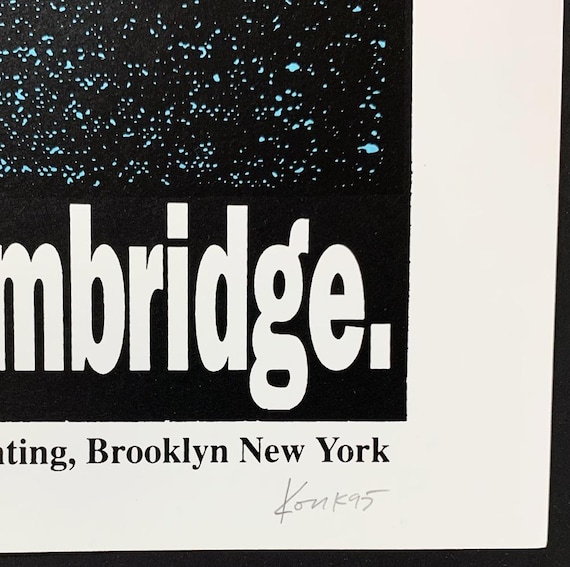 mbridge.
nting, Brooklyn New York
Konk95